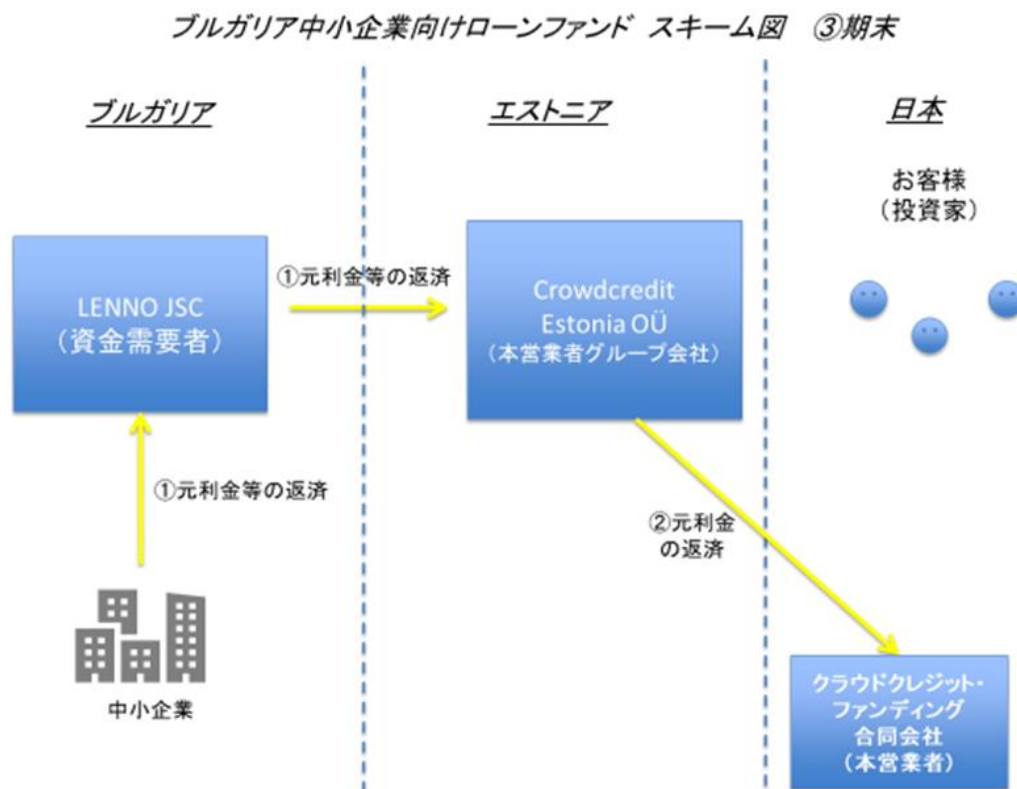 ブルガリア中小企業向けローンファンド スキーム図 ③期末
ブルガリア
エストニア
日本
お客様
（投資家）
LENNO JSC
（資金需要者）
①元利金等の返済
Crowdcredit
Estonia OÜ
（本営業者グループ会社）
①元利金等の返済
②元利金
の返済
中小企業
クラウドクレジット・
ファンディング
合同会社
（本営業者）